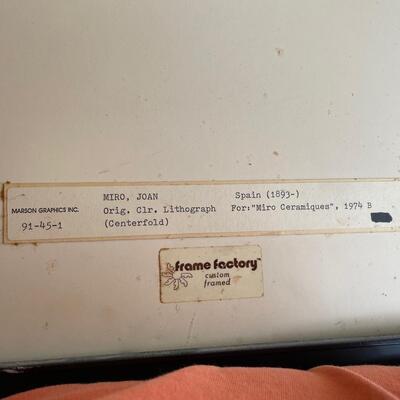 MIRO, JOAN Spain (1893-)
MARSON GRAPHICS INC. Orig. Clr. Lithograph For:"Miro Ceramiques", 1974 B
91-45-1 (Centerfold)
frame factory™
custom
framed